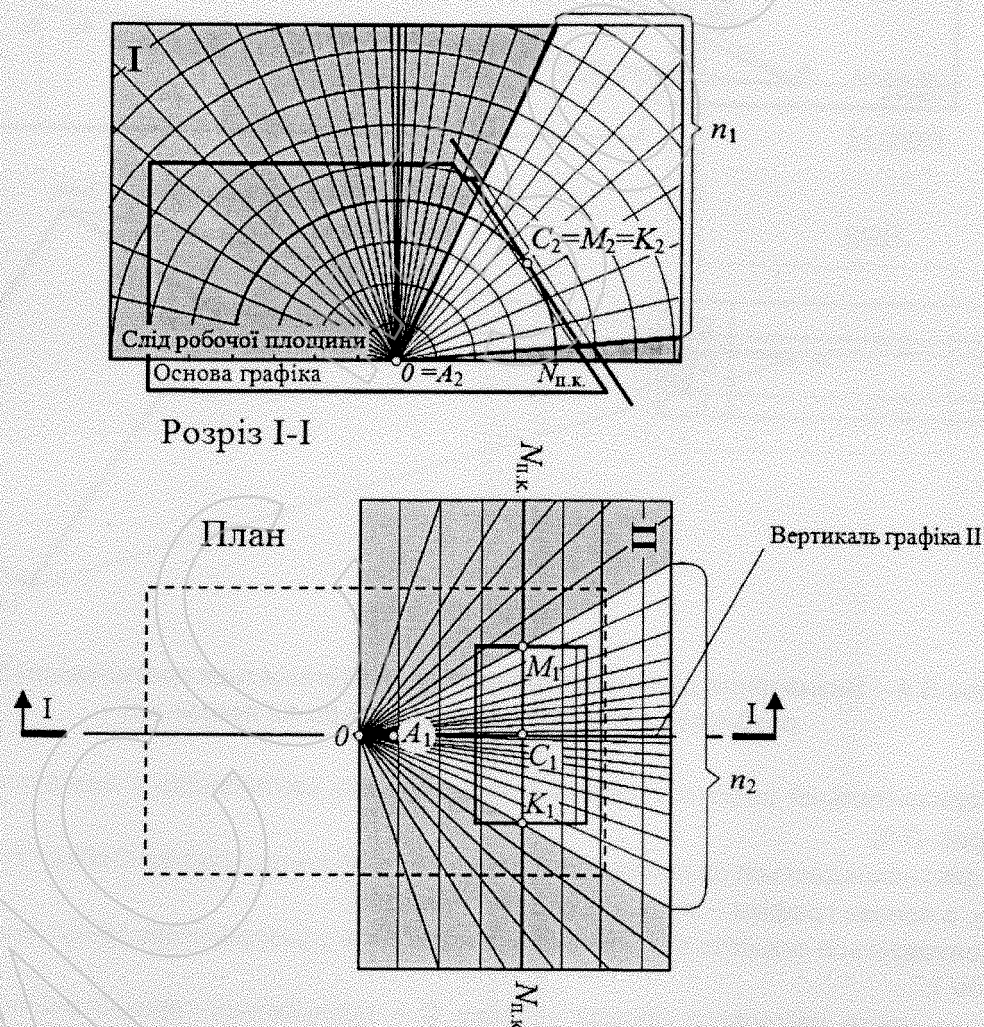 I
n₁
C₂=M₂=K₂
Слід робочої площини
Основа графіка
0 =A₂
Nп.к.
Розріз I-I
Nп.к.
План
II
Вертикаль графіка II
M₁
I
I
0
A₁
C₁
n₂
K₁
Nп.к.